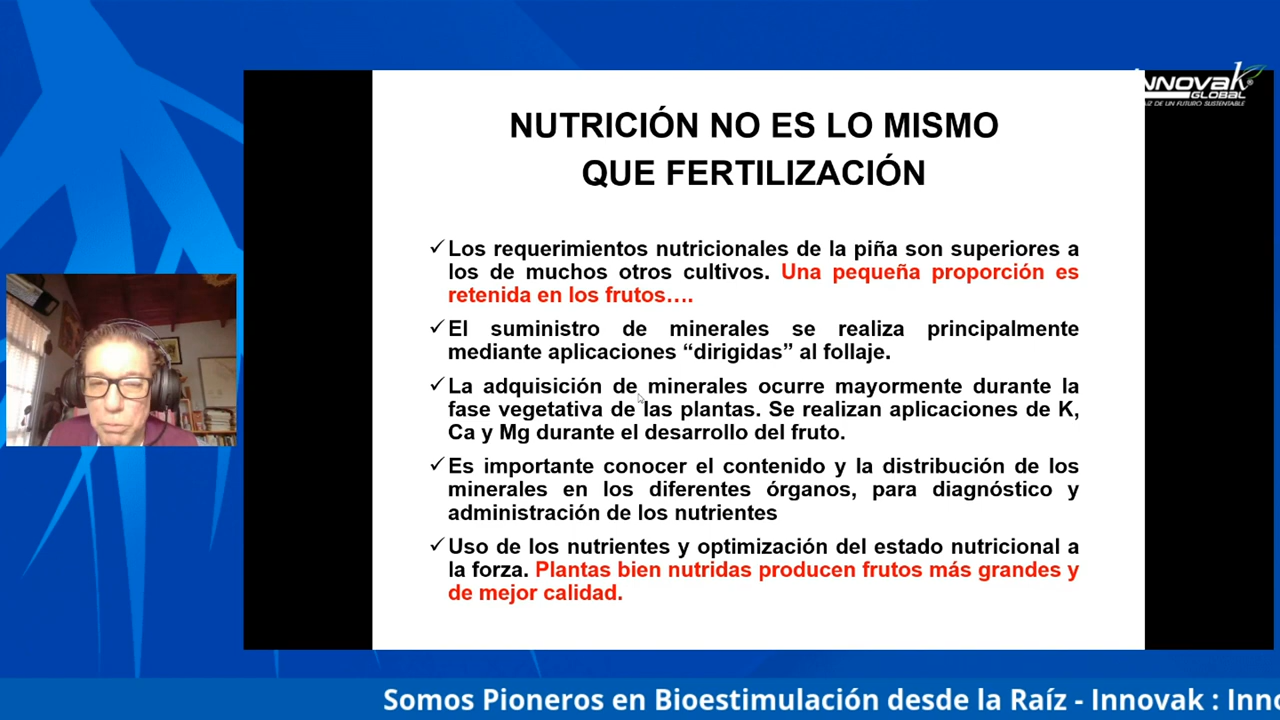 INNOVAK
GLOBAL
NUTRICIÓN NO ES LO MISMO
QUE FERTILIZACIÓN
✓Los requerimientos nutricionales de la piña son superiores a
los de muchos otros cultivos. Una pequeña proporción es
retenida en los frutos....
✓El suministro de minerales se realiza principalmente
mediante aplicaciones “dirigidas” al follaje.
✓La adquisición de minerales ocurre mayormente durante la
fase vegetativa de las plantas. Se realizan aplicaciones de K,
Ca y Mg durante el desarrollo del fruto.
✓Es importante conocer el contenido y la distribución de los
minerales en los diferentes órganos, para diagnóstico y
administración de los nutrientes
✓Uso de los nutrientes y optimización del estado nutricional a
la forza. Plantas bien nutridas producen frutos más grandes y
de mejor calidad.
Somos Pioneros en Bioestimulación desde la Raíz - Innovak : Inno